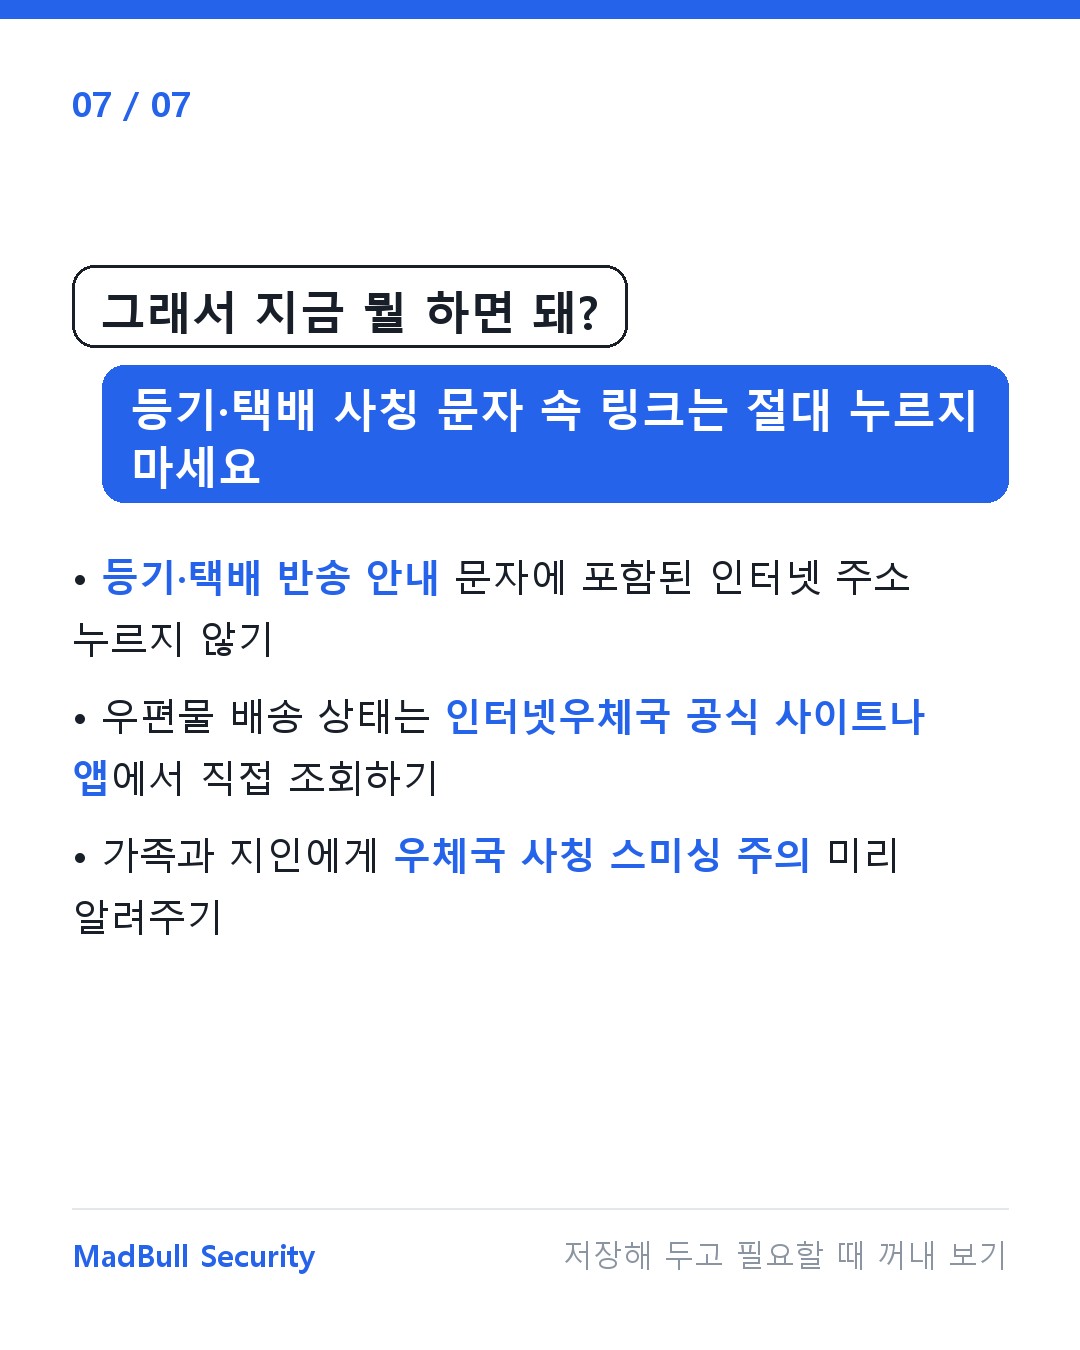 07 / 07
그래서 지금 뭘 하면 돼?
등기·택배 사칭 문자 속 링크는 절대 누르지
마세요
• 등기·택배 반송 안내 문자에 포함된 인터넷 주소
누르지 않기
• 우편물 배송 상태는 인터넷우체국 공식 사이트나
앱에서 직접 조회하기
• 가족과 지인에게 우체국 사칭 스미싱 주의 미리
알려주기
MadBull Security
저장해 두고 필요할 때 꺼내 보기